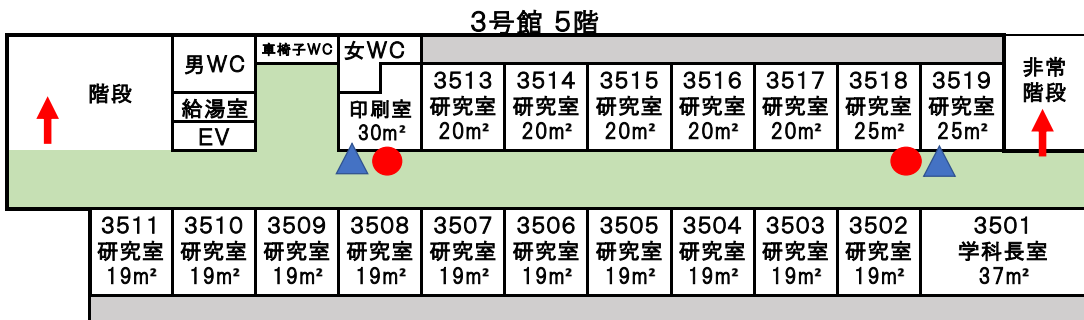 3号館 5階
階段
男WC
給湯室
EV
車椅子WC
女WC
印刷室
30m²
3513
研究室
20m²
3514
研究室
20m²
3515
研究室
20m²
3516
研究室
20m²
3517
研究室
20m²
3518
研究室
25m²
3519
研究室
25m²
非常
階段
3511
研究室
19m²
3510
研究室
19m²
3509
研究室
19m²
3508
研究室
19m²
3507
研究室
19m²
3506
研究室
19m²
3505
研究室
19m²
3504
研究室
19m²
3503
研究室
19m²
3502
研究室
19m²
3501
学科長室
37m²